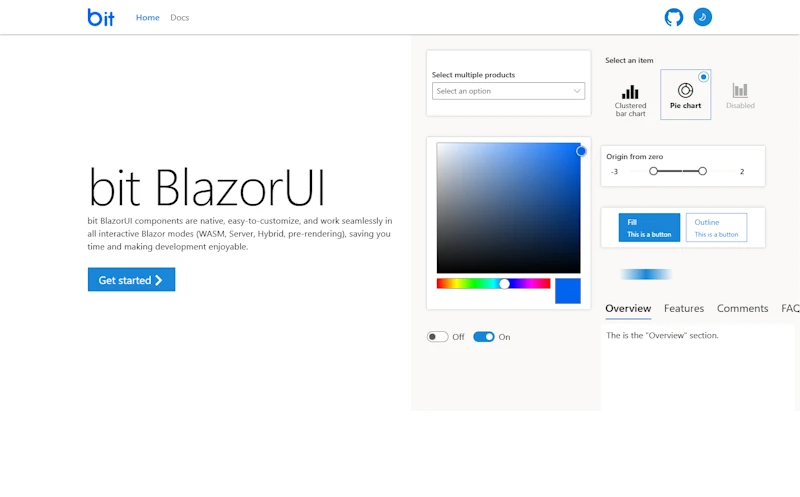 bit
Home
Docs
bit BlazorUI
bit BlazorUI components are native, easy-to-customize, and work seamlessly in
all interactive Blazor modes (WASM, Server, Hybrid, pre-rendering), saving you
time and making development enjoyable.
Get started
Select multiple products
Select an option
Off
On
Select an item
Clustered
bar chart
Pie chart
Disabled
Origin from zero
-3
2
Fill
This is a button
Outline
This is a button
Overview
Features
Comments
FAQ
The is the "Overview" section.